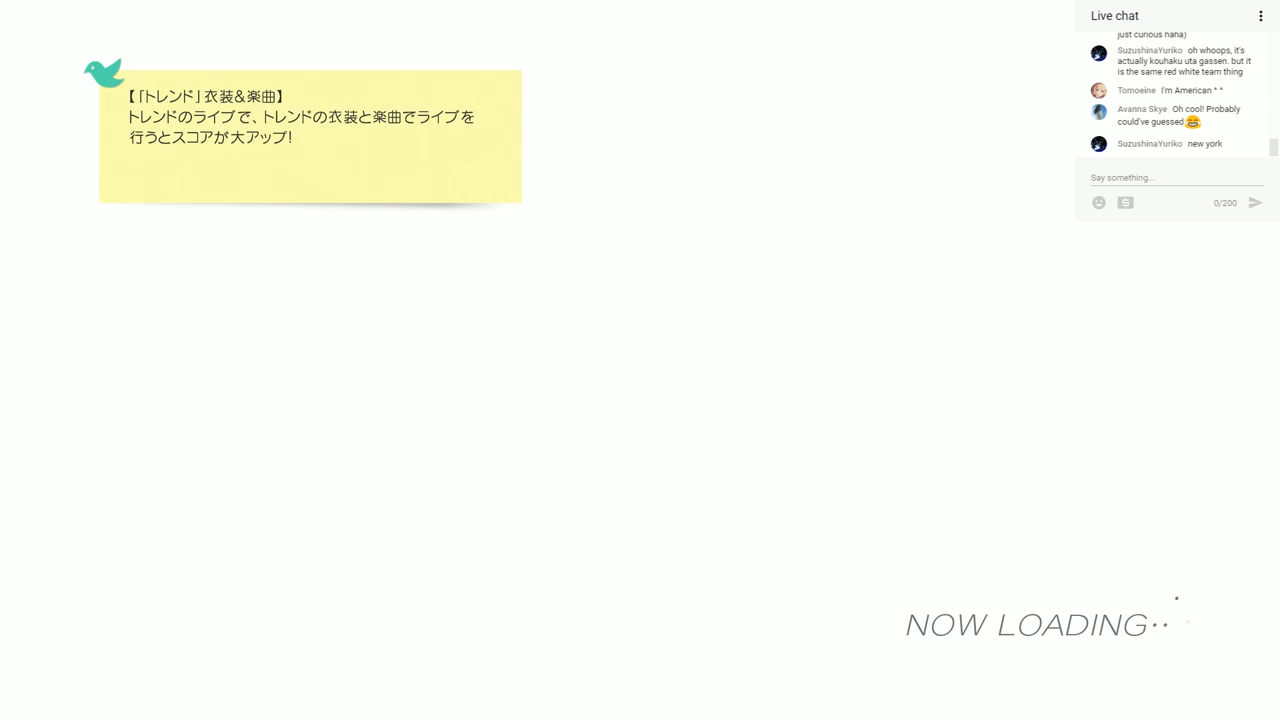 【「トレンド」衣装&楽曲】
トレンドのライブで、トレンドの衣装と楽曲でライブを
行うとスコアが大アップ!
NOW LOADING
Live chat
just curious haha)
SuzushinaYuriko oh whoops, it's
actually kouhaku uta gassen. but it
is the same red white team thing
Tomoeine I'm American ^ ^
Avanna Skye Oh cool! Probably
could've guessed
SuzushinaYuriko new york
Say something...
0/200